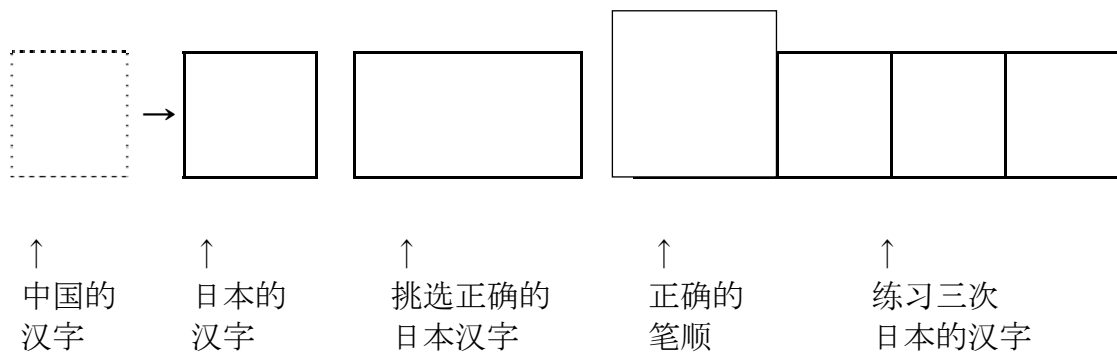 →
↑ ↑ ↑ ↑ ↑
中国的 日本的 挑选正确的 正确的 练习三次
汉字 汉字 日本汉字 笔顺 日本的汉字